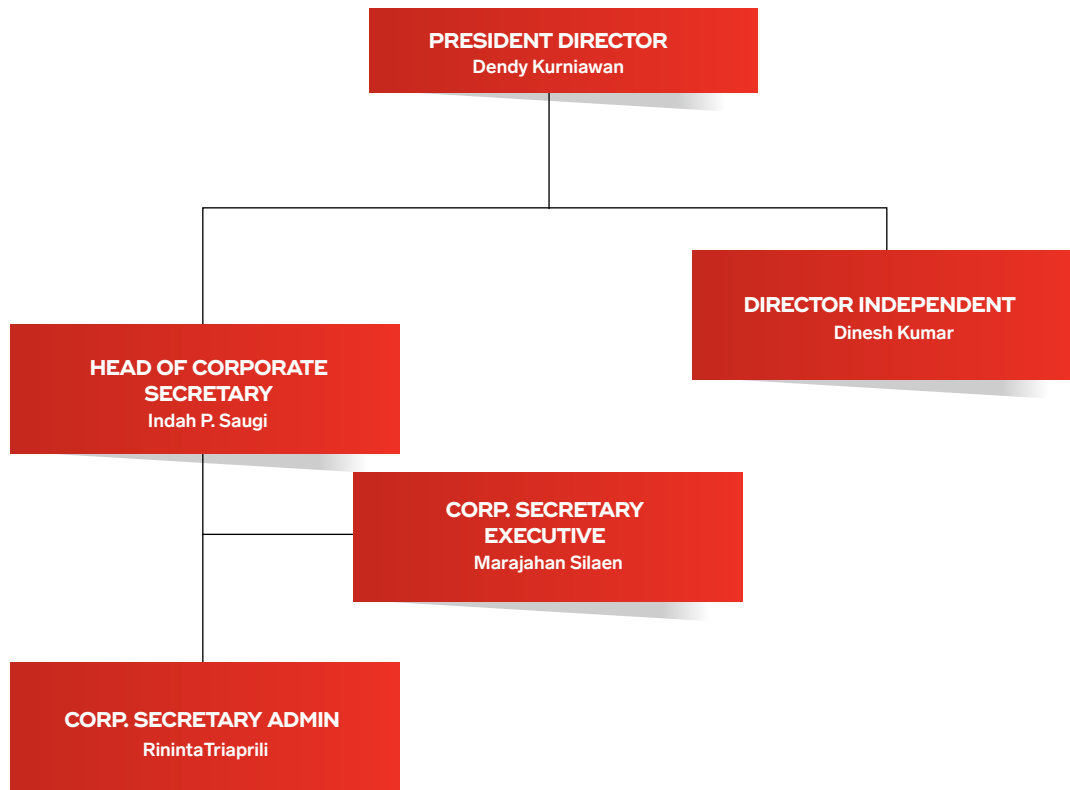 PRESIDENT DIRECTOR
Dendy Kurniawan
DIRECTOR INDEPENDENT
Dinesh Kumar
HEAD OF CORPORATE
SECRETARY
Indah P. Saugi
CORP. SECRETARY
EXECUTIVE
Marajahan Silaen
CORP. SECRETARY ADMIN
RinintaTriaprili